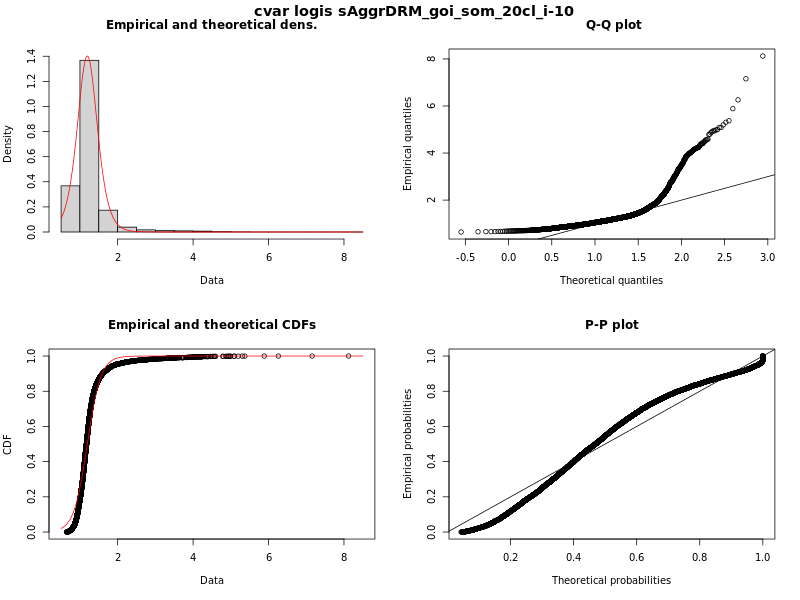 cvar logis sAggrDRM_goi_som_20cl_i-10
Empirical and theoretical dens.
Density
0.0 0.2 0.4 0.6 0.8 1.0 1.2 1.4
2 4 6 8
Data
Q-Q plot
Empirical quantiles
2 4 6 8
-0.5 0.0 0.5 1.0 1.5 2.0 2.5 3.0
Theoretical quantiles
Empirical and theoretical CDFs
CDF
0.0 0.2 0.4 0.6 0.8 1.0
2 4 6 8
Data
P-P plot
Empirical probabilities
0.0 0.2 0.4 0.6 0.8 1.0
0.2 0.4 0.6 0.8 1.0
Theoretical probabilities